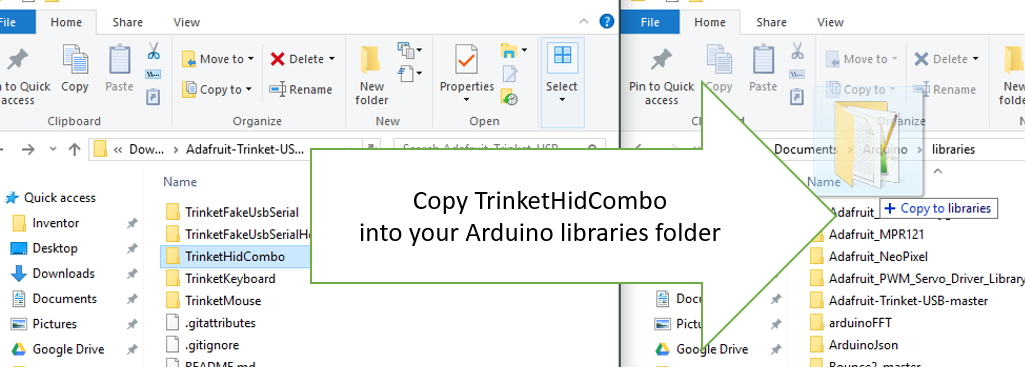 File Home Share View
Pin to Quick access
Copy
Paste
Move to
Copy to
Delete
Rename
New folder
Properties
Select
Clipboard Organize New Open
« Dow... > Adafruit-Trinket-US...
Search Adafruit-Trinket-USB
Name
Quick access
Inventor
Desktop
Downloads
Documents
Pictures
Google Drive
TrinketFakeUsbSerial
TrinketFakeUsbSerialHo
TrinketHidCombo
TrinketKeyboard
TrinketMouse
.gitattributes
.gitignore
README.md
Copy TrinketHidCombo
into your Arduino libraries folder
File Home Share View
Pin to Quick access
Copy
Paste
Move to
Copy to
Delete
Rename
New folder
Organize
Documents > Arduino > libraries
Name
Copy to libraries
Adafruit_
Adafruit_MPR121
Adafruit_NeoPixel
Adafruit_PWM_Servo_Driver_Library
Adafruit-Trinket-USB-master
arduinoFFT
ArduinoJson
Bounce2-master
Docu
Pictu
Google Drive